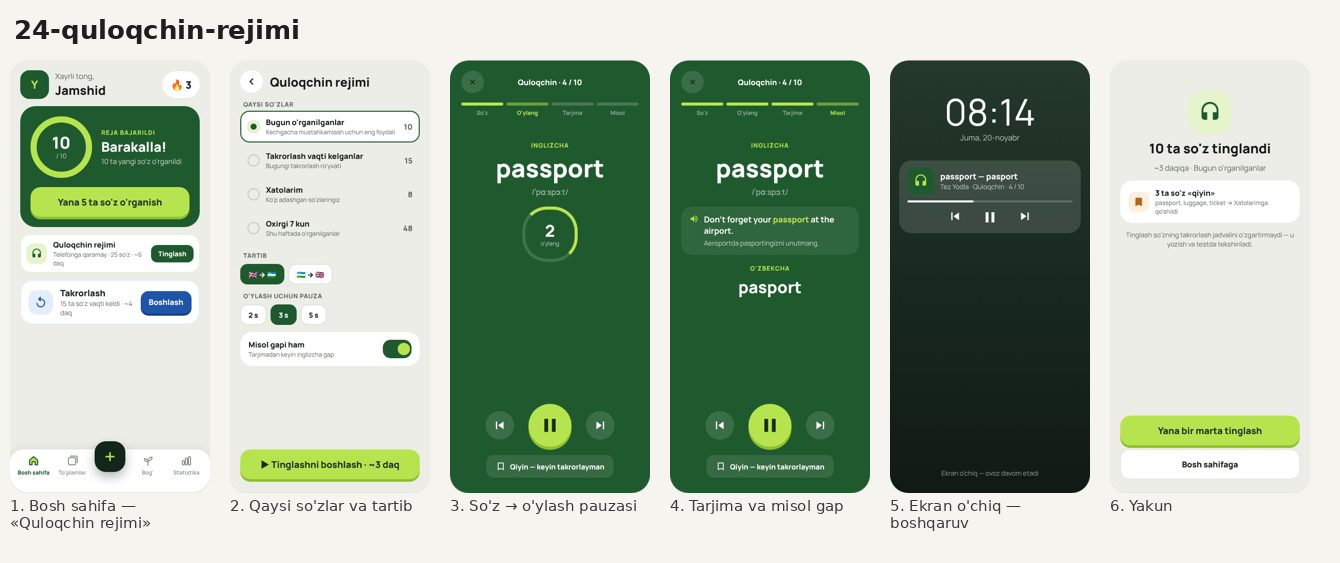 24-quloqchin-rejimi
Y
Xayrli tong,
Jamshid
🔥 3
10
/ 10
REJA BAJARILDI
Barakalla!
10 ta yangi so'z o'rganildi
Yana 5 ta so'z o'rganish
Quloqchin rejimi
Telefonga qaramay · 25 so'z · ~6
daq
Tinglash
Takrorlash
15 ta so'z vaqti keldi · ~4
daq
Boshlash
+
Bosh sahifa
To'plamlar
Bog'
Statistika
1. Bosh sahifa —
«Quloqchin rejimi»
Quloqchin rejimi
QAYSI SO'ZLAR
Bugun o'rganilganlar
Kechgacha mustahkamlash uchun eng foydali
10
Takrorlash vaqti kelganlar
Bugungi takrorlash ro'yxati
15
Xatolarim
Ko'p adashgan so'zlaringiz
8
Oxirgi 7 kun
Shu haftada o'rganilganlar
48
TARTIB
🇬🇧 → 🇺🇿
🇺🇿 → 🇬🇧
O'YLASH UCHUN PAUZA
2 s
3 s
5 s
Misol gapi ham
Tarjimadan keyin inglizcha gap
▶ Tinglashni boshlash · ~3 daq
2. Qaysi so'zlar va tartib
×
Quloqchin · 4 / 10
So'z
O'ylang
Tarjima
Misol
INGLIZCHA
passport
/ˈpɑːspɔːt/
2
o'ylang
Qiyin — keyin takrorlayman
3. So'z → o'ylash pauzasi
×
Quloqchin · 4 / 10
So'z
O'ylang
Tarjima
Misol
INGLIZCHA
passport
/ˈpɑːspɔːt/
Don't forget your passport at the
airport.
Aeroportda pasportingizni unutmang.
O'ZBEKCHA
pasport
Qiyin — keyin takrorlayman
4. Tarjima va misol gap
08:14
Juma, 20-noyabr
passport — pasport
Tez Yodla · Quloqchin · 4 / 10
Ekran o'chiq — ovoz davom etadi
5. Ekran o'chiq —
boshqaruv
10 ta so'z tinglandi
~3 daqiqa · Bugun o'rganilganlar
3 ta so'z «qiyin»
passport, luggage, ticket → Xatolarimga
qo'shildi
Tinglash so'zning takrorlash jadvalini o'zgartirmaydi — u
yozish va testda tekshiriladi.
Yana bir marta tinglash
Bosh sahifaga
6. Yakun